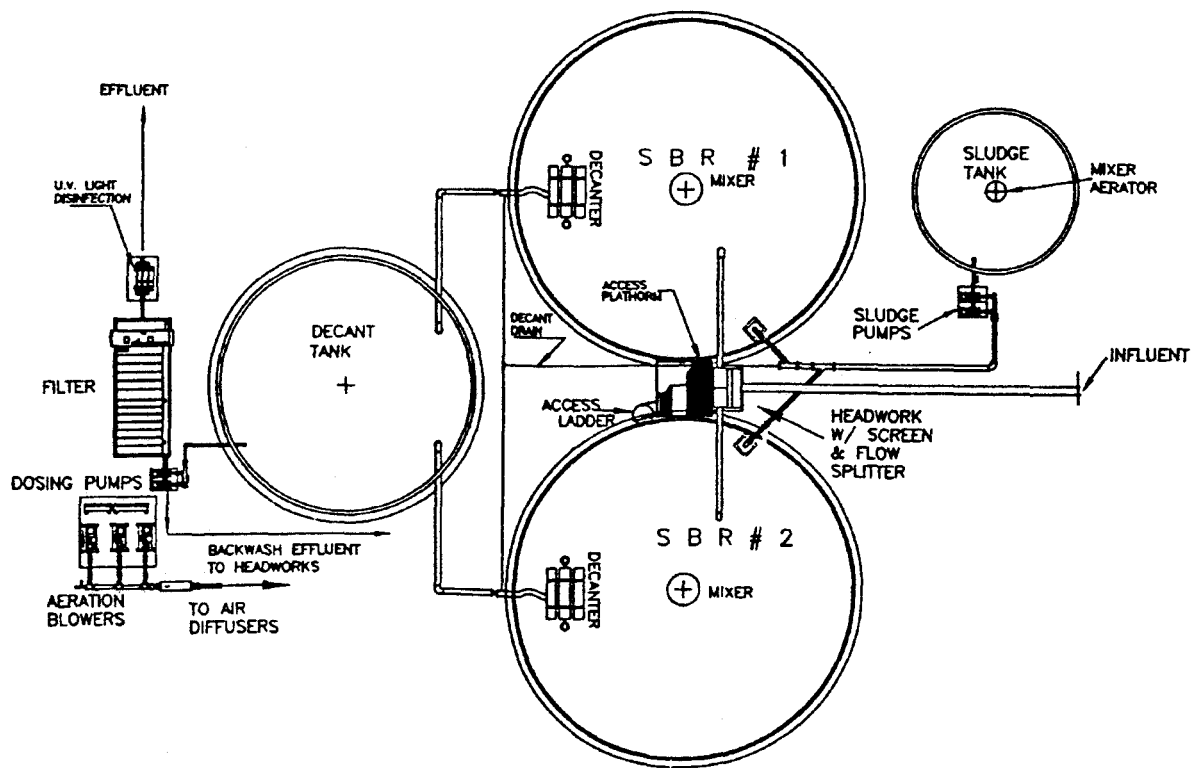 EFFLUENT
U.V. LIGHT
DISINFECTION
FILTER
DOSING PUMPS
AERATION
BLOWERS
TO AIR
DIFFUSERS
BACKWASH EFFLUENT
TO HEADWORKS
DECANT
TANK
DECANT
DRAIN
DECANTER
S B R # 1
MIXER
ACCESS
PLATFORM
ACCESS
LADDER
DECANTER
S B R # 2
MIXER
SLUDGE
TANK
MIXER
AERATOR
SLUDGE
PUMPS
INFLUENT
HEADWORK
W/ SCREEN
& FLOW
SPLITTER